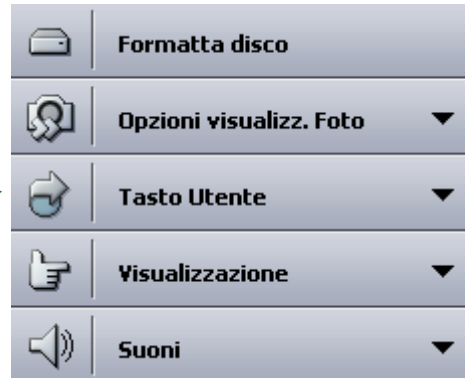 Formatta disco
Opzioni visualizz. Foto
Tasto Utente
Visualizzazione
Suoni